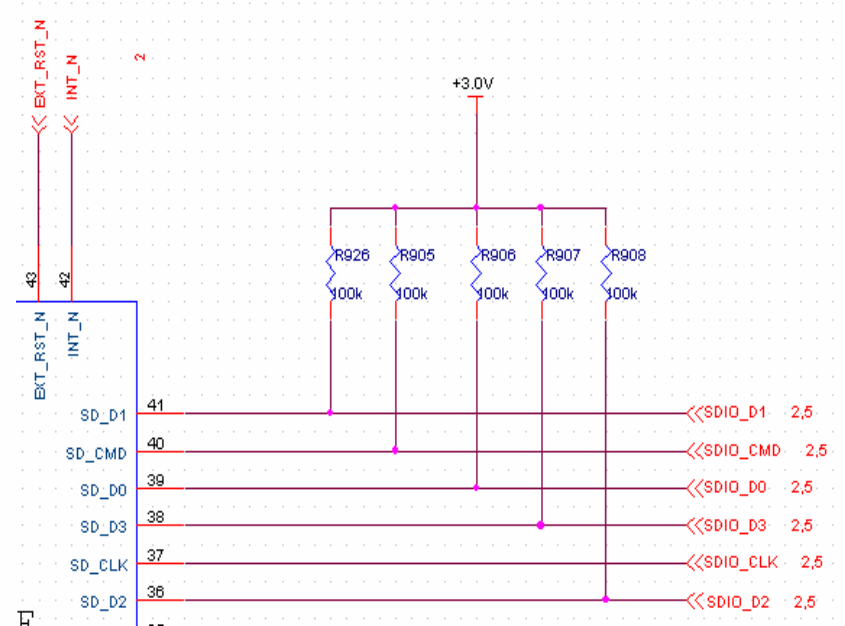 EXT_RST_N
INT_N
2
+3.0V
R926
R905
R906
R907
R908
100k
100k
100k
100k
100k
43
42
EXT_RST_N
INT_N
SD_D1 41 SDIO_D1 2,5
SD_CMD 40 SDIO_CMD 2,5
SD_D0 39 SDIO_D0 2,5
SD_D3 38 SDIO_D3 2,5
SD_CLK 37 SDIO_CLK 2,5
SD_D2 36 SDIO_D2 2,5